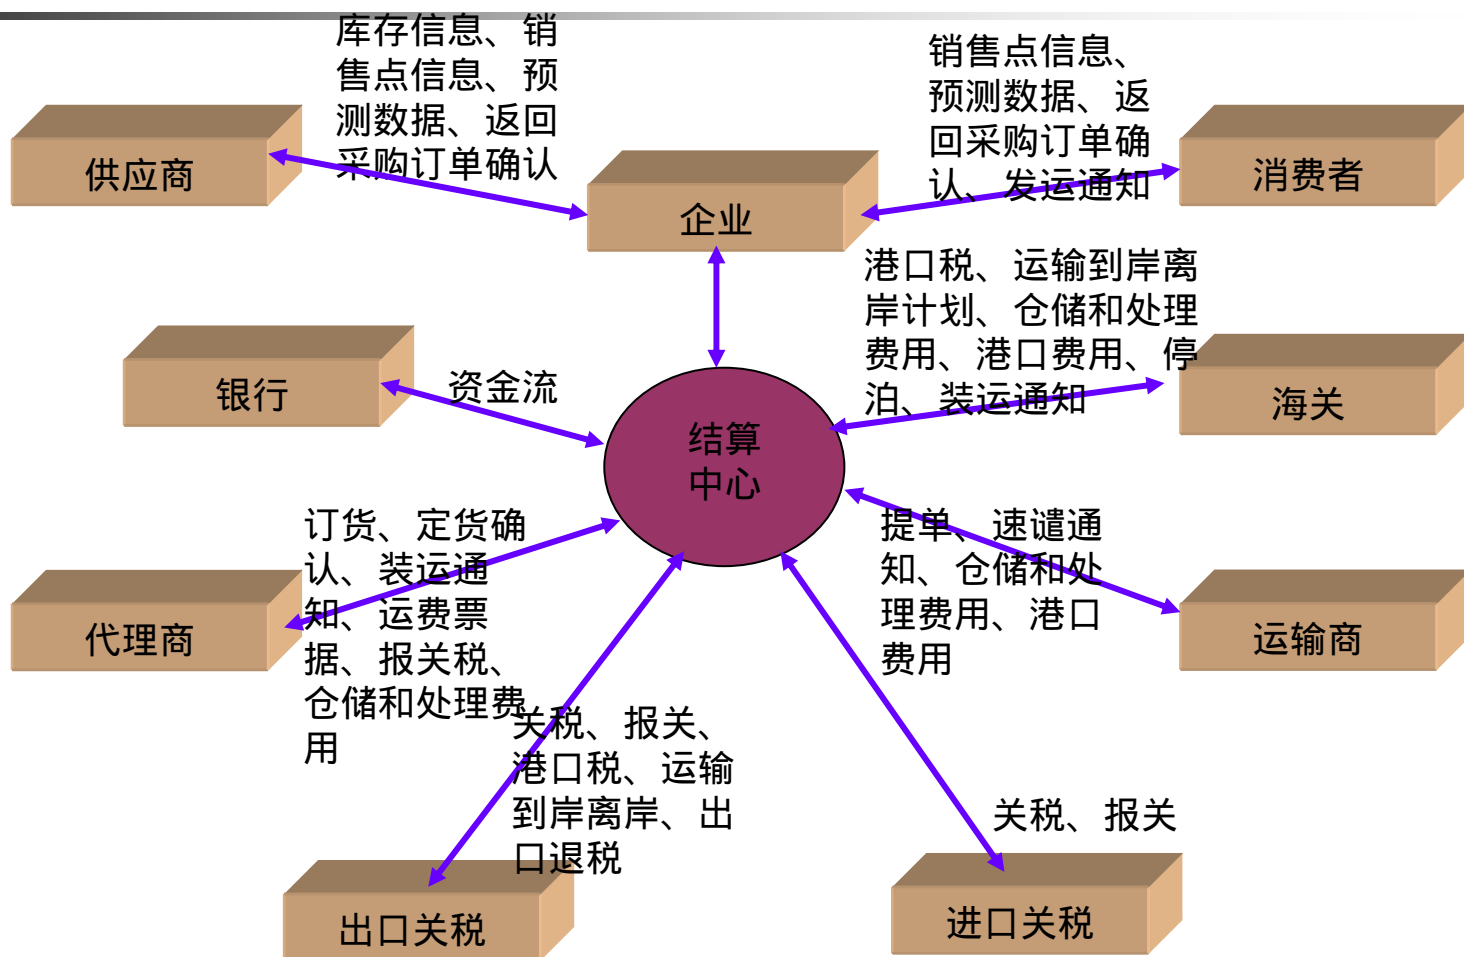 库存信息、销
售点信息、预
测数据、返回
采购订单确认
销售点信息、
预测数据、返
回采购订单确
认、发运通知
供应商
企业
消费者
港口税、运输到岸离
岸计划、仓储和处理
费用、港口费用、停
泊、装运通知
银行
资金流
海关
结算
中心
订货、定货确
认、装运通
知、运费票
据、报关税、
仓储和处理费
用
提单、速谴通
知、仓储和处
理费用、港口
费用
代理商
运输商
关税、报关、
港口税、运输
到岸离岸、出
口退税
关税、报关
出口关税
进口关税